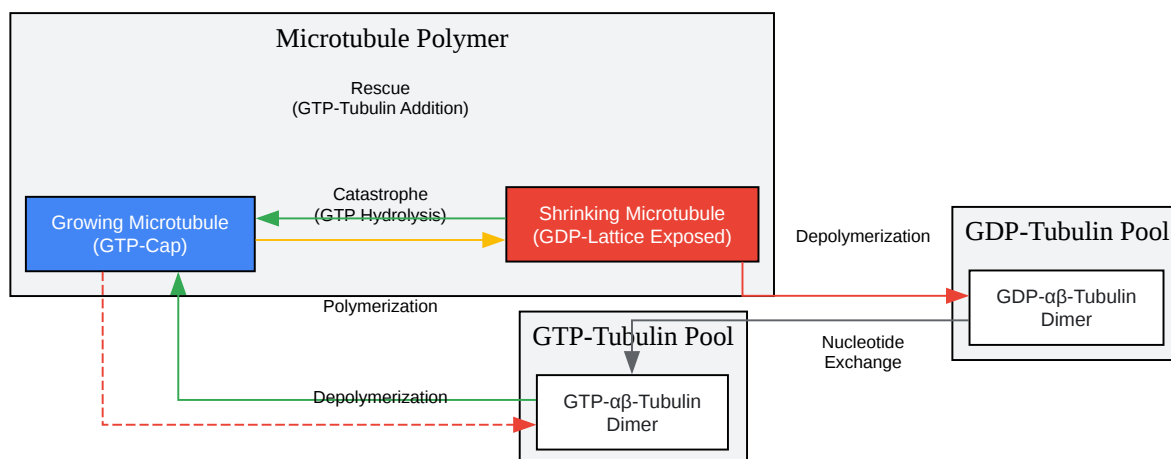 Microtubule Polymer
Rescue
(GTP-Tubulin Addition)
Catastrophe
(GTP Hydrolysis)
Growing Microtubule
(GTP-Cap)
Shrinking Microtubule
(GDP-Lattice Exposed)
Depolymerization
GDP-Tubulin Pool
GDP-αβ-Tubulin
Dimer
Polymerization
Nucleotide
Exchange
GTP-Tubulin Pool
Depolymerization
GTP-αβ-Tubulin
Dimer